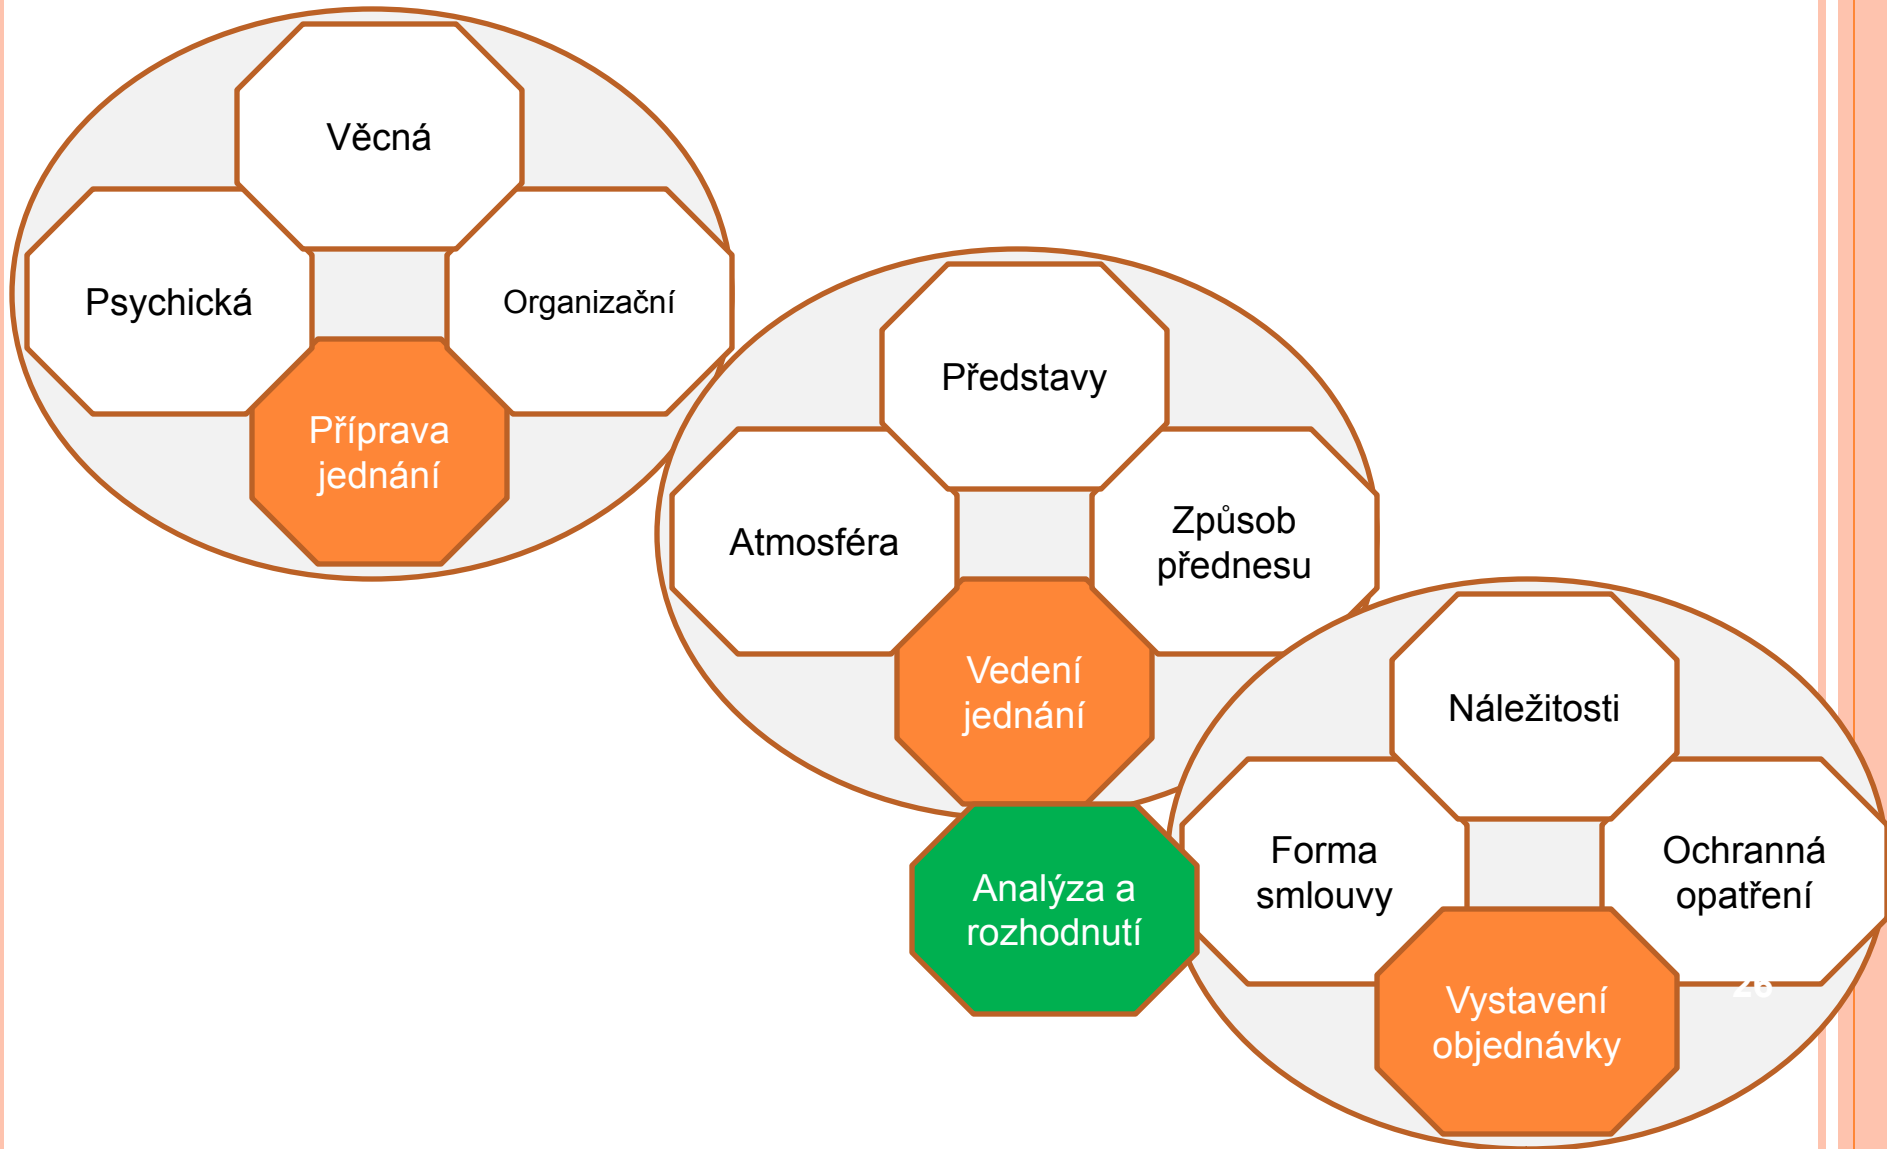 Věcná
Psychická
Organizační
Příprava
jednání
Představy
Atmosféra
Způsob
přednesu
Vedení
jednání
Náležitosti
Forma
smlouvy
Ochranná
opatření
Analýza a
rozhodnutí
Vystavení
objednávky
26